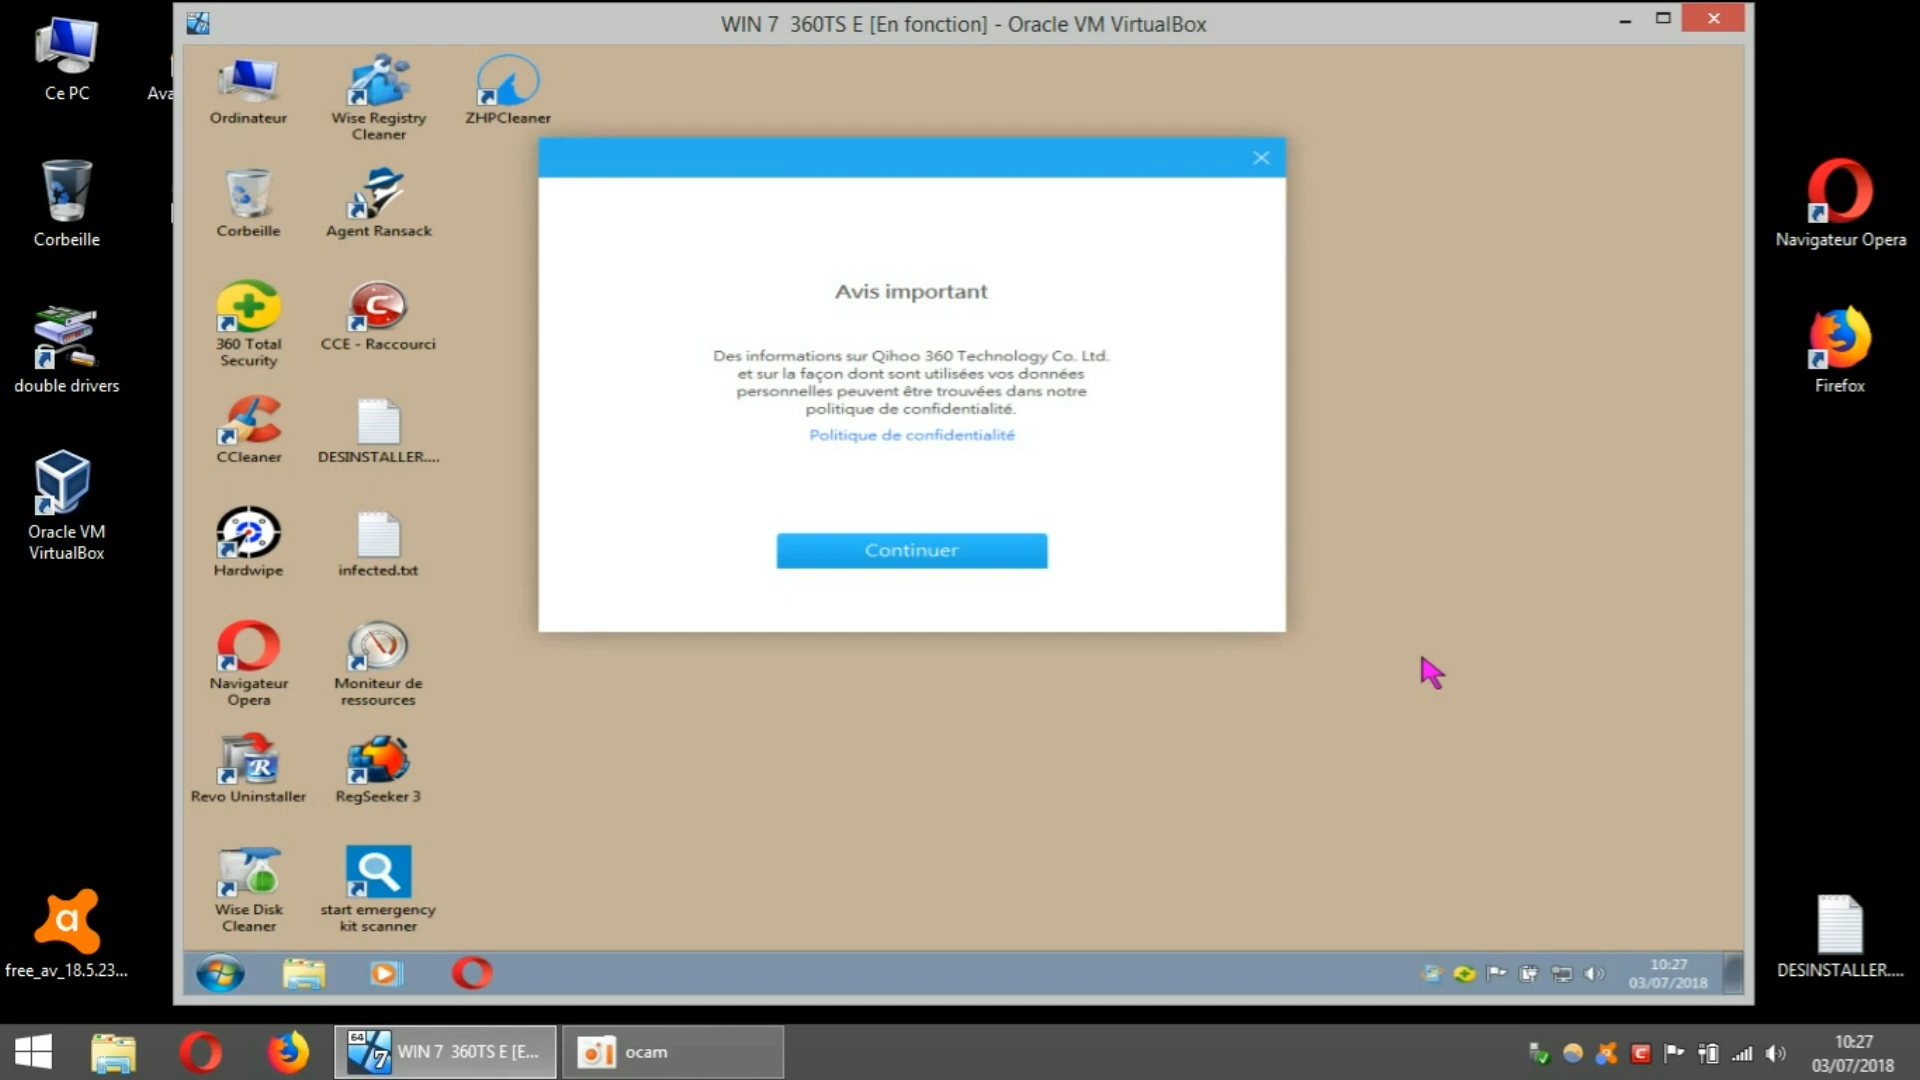 WIN 7  360TS E [En fonction] - Oracle VM VirtualBox
Ce PC
Ava
Corbeille
double drivers
Oracle VM
VirtualBox
free_av_18.5.23...
Ordinateur
Wise Registry
Cleaner
ZHPCleaner
Corbeille
Agent Ransack
360 Total
Security
CCE - Raccourci
CCleaner
DESINSTALLER....
Hardwipe
infected.txt
Navigateur
Opera
Moniteur de
ressources
Revo Uninstaller
RegSeeker 3
Wise Disk
Cleaner
start emergency
kit scanner
Avis important
Des informations sur Qihoo 360 Technology Co. Ltd.
et sur la façon dont sont utilisées vos données
personnelles peuvent être trouvées dans notre
politique de confidentialité.
Politique de confidentialité
Continuer
Navigateur Opera
Firefox
DESINSTALLER....
10:27
03/07/2018
64
WIN 7  360TS E [E...
ocam
10:27
03/07/2018